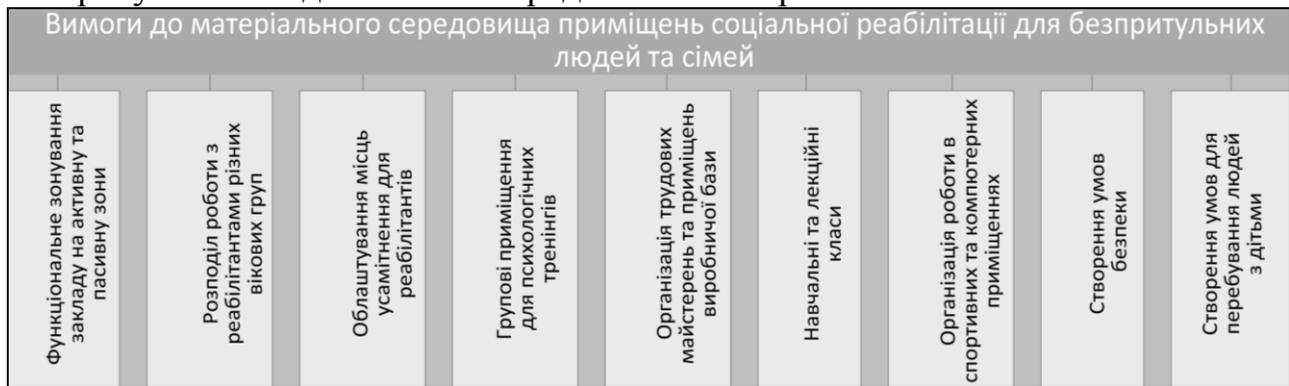 Вимоги до матеріального середовища приміщень соціальної реабілітації для безпритульних
людей та сімей
Функціональне зонування
закладу на активну та
пасивну зони
Розподіл роботи з
реабілітантами різних
вікових груп
Облаштування місць
усамітнення для
реабілітантів
Групові приміщення
для психологічних
тренінгів
Організація трудових
майстерень та приміщень
виробничої бази
Навчальні та лекційні
класи
Організація роботи в
спортивних та компютерних
приміщеннях
Створення умов
безпеки
Створення умов для
перебування людей
з дітьми